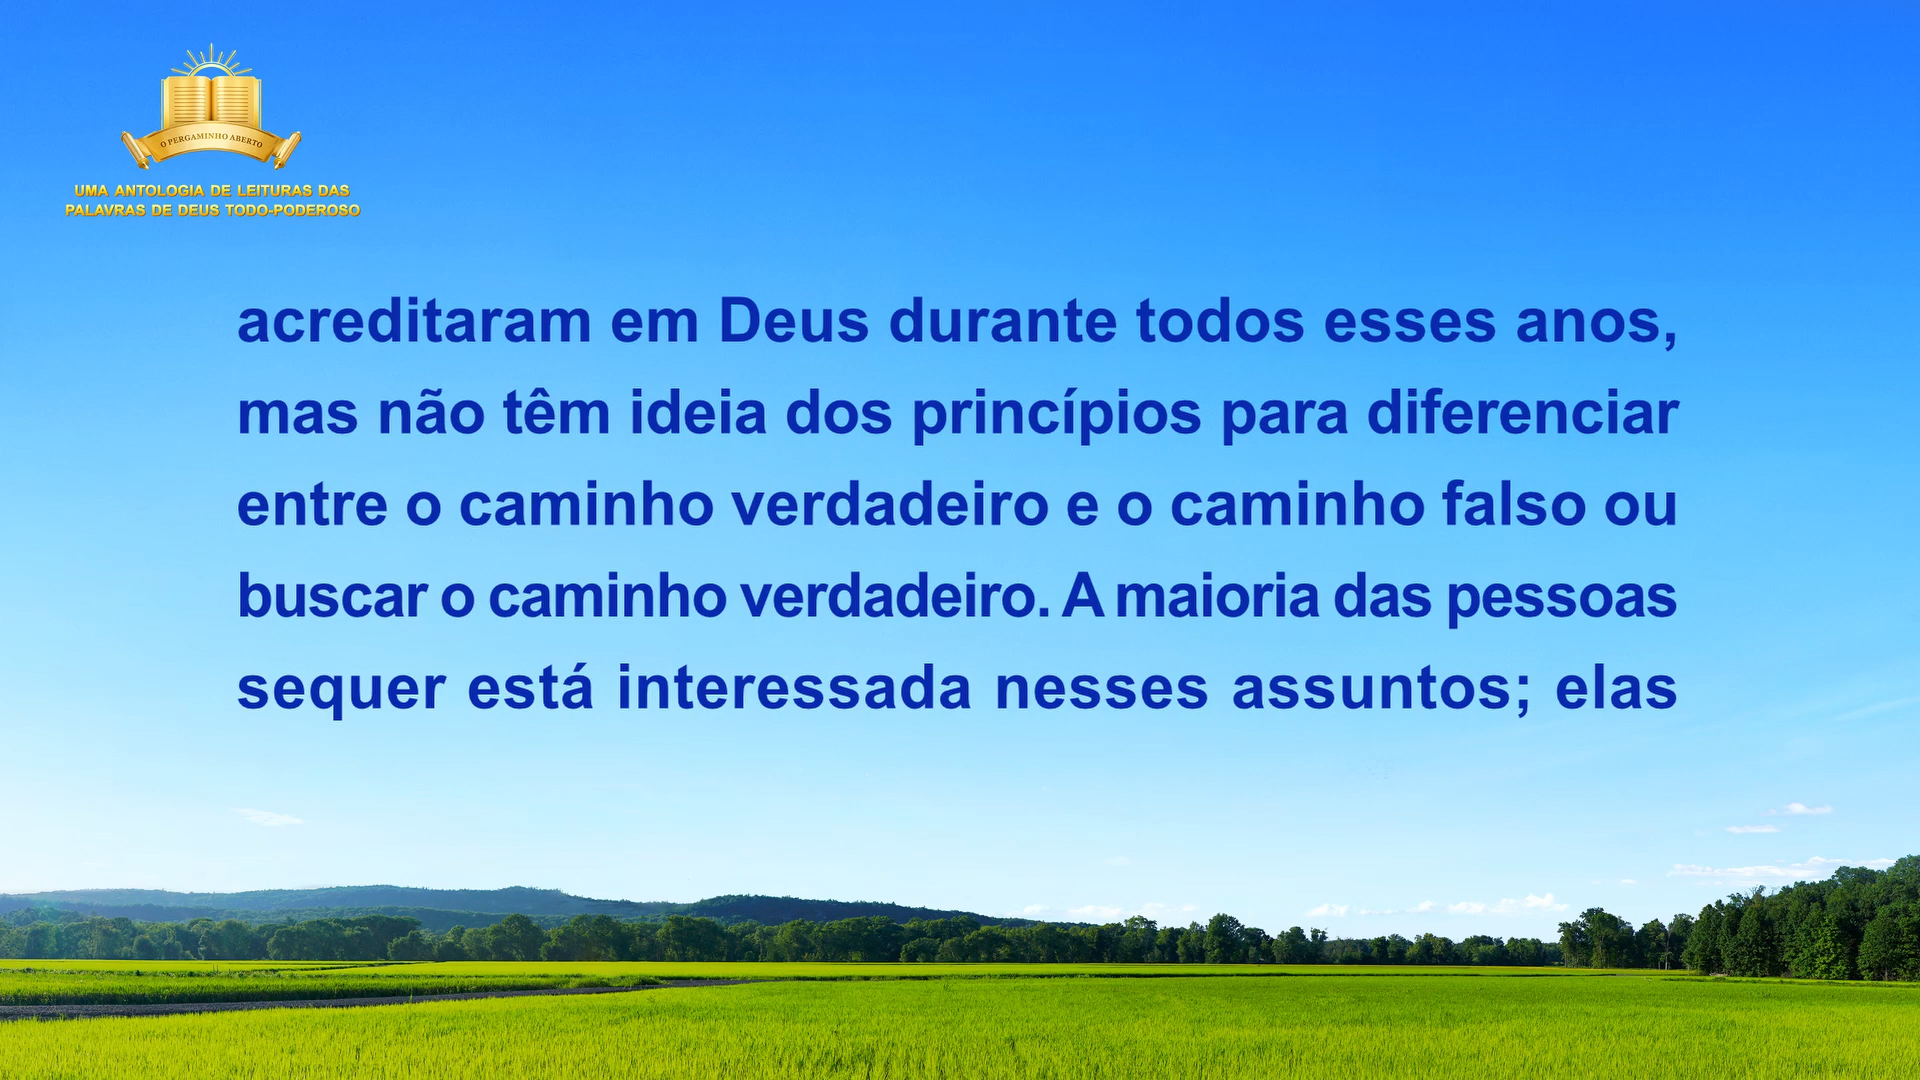 O PERGAMINHO ABERTO
UMA ANTOLOGIA DE LEITURAS DAS
PALAVRAS DE DEUS TODO-PODEROSO
acreditaram em Deus durante todos esses anos,
mas não têm ideia dos princípios para diferenciar
entre o caminho verdadeiro e o caminho falso ou
buscar o caminho verdadeiro. A maioria das pessoas
sequer está interessada nesses assuntos; elas